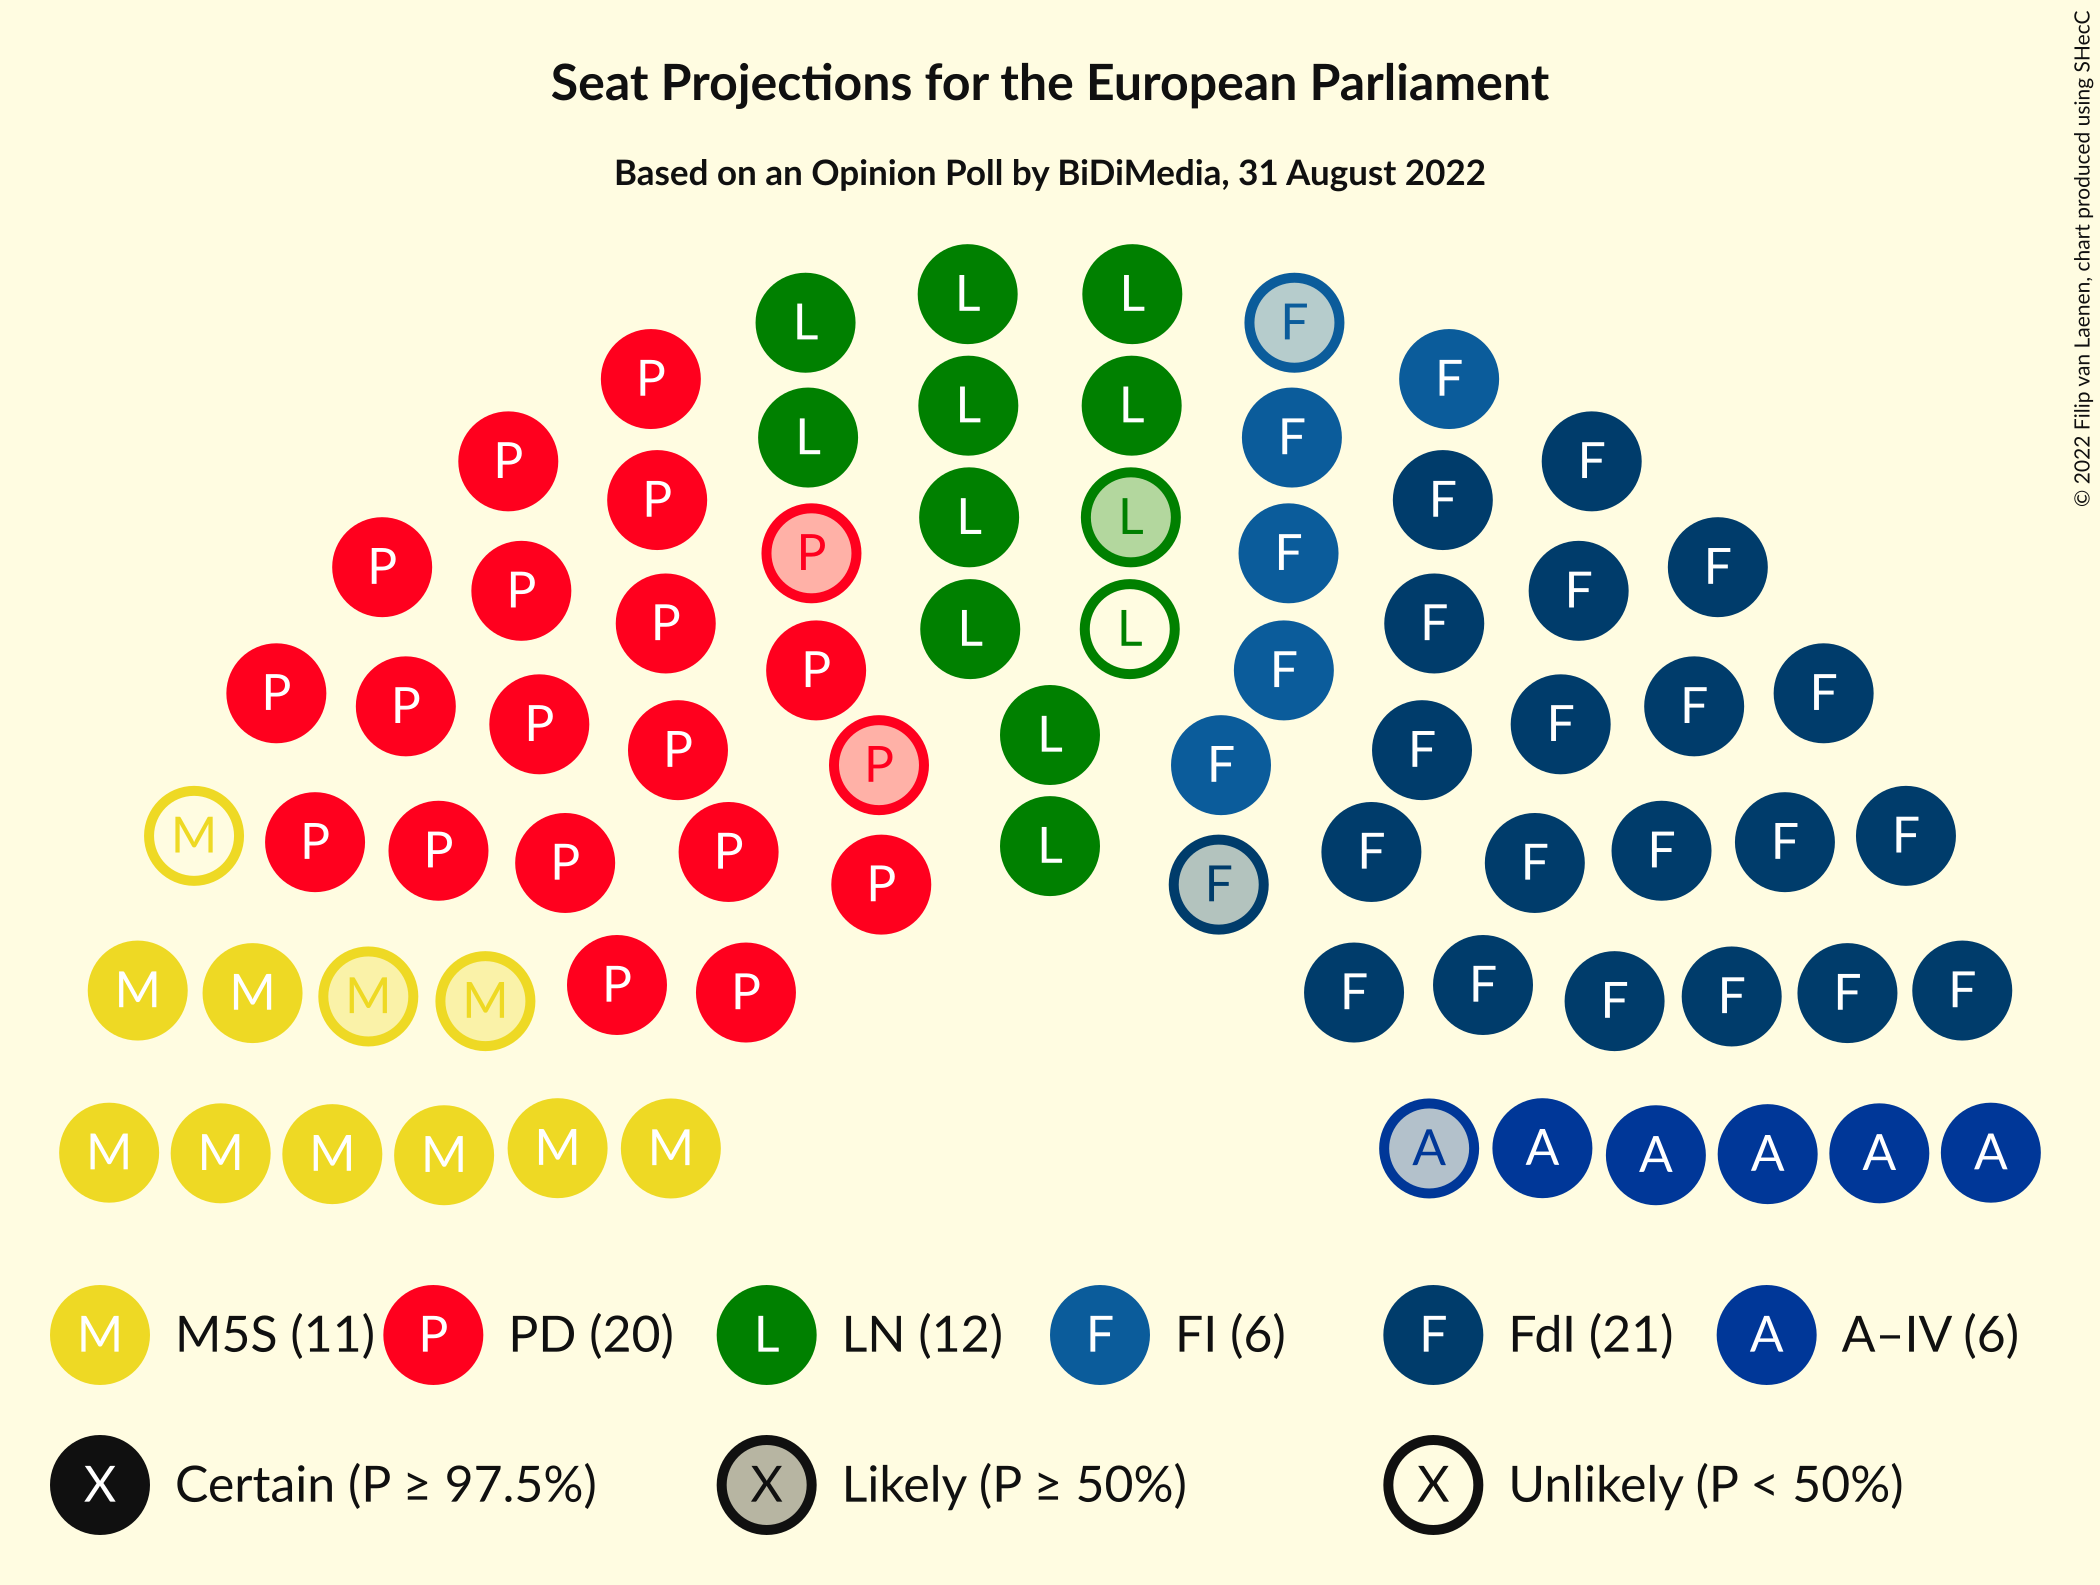 Seat Projections for the European Parliament
Based on an Opinion Poll by BiDiMedia, 31 August 2022
© 2022 Filip van Laenen, chart produced using SHecC
L L
L L F
P P F
L L
L L F
P F
P F
P F
L L
P F
P F
P F
P F
P F
L L
P F
P F
P F
P F
P F
P F
L
P F
P F
M F
P F
P F
L
P F
P F
P F
P F
M M M M P P F F F F F F
M M M M M M A A A A A A
M M5S (11) P PD (20) L LN (12) F FI (6) F FdI (21) A A–IV (6)
X Certain (P ≥ 97.5%) X Likely (P ≥ 50%) X Unlikely (P < 50%)